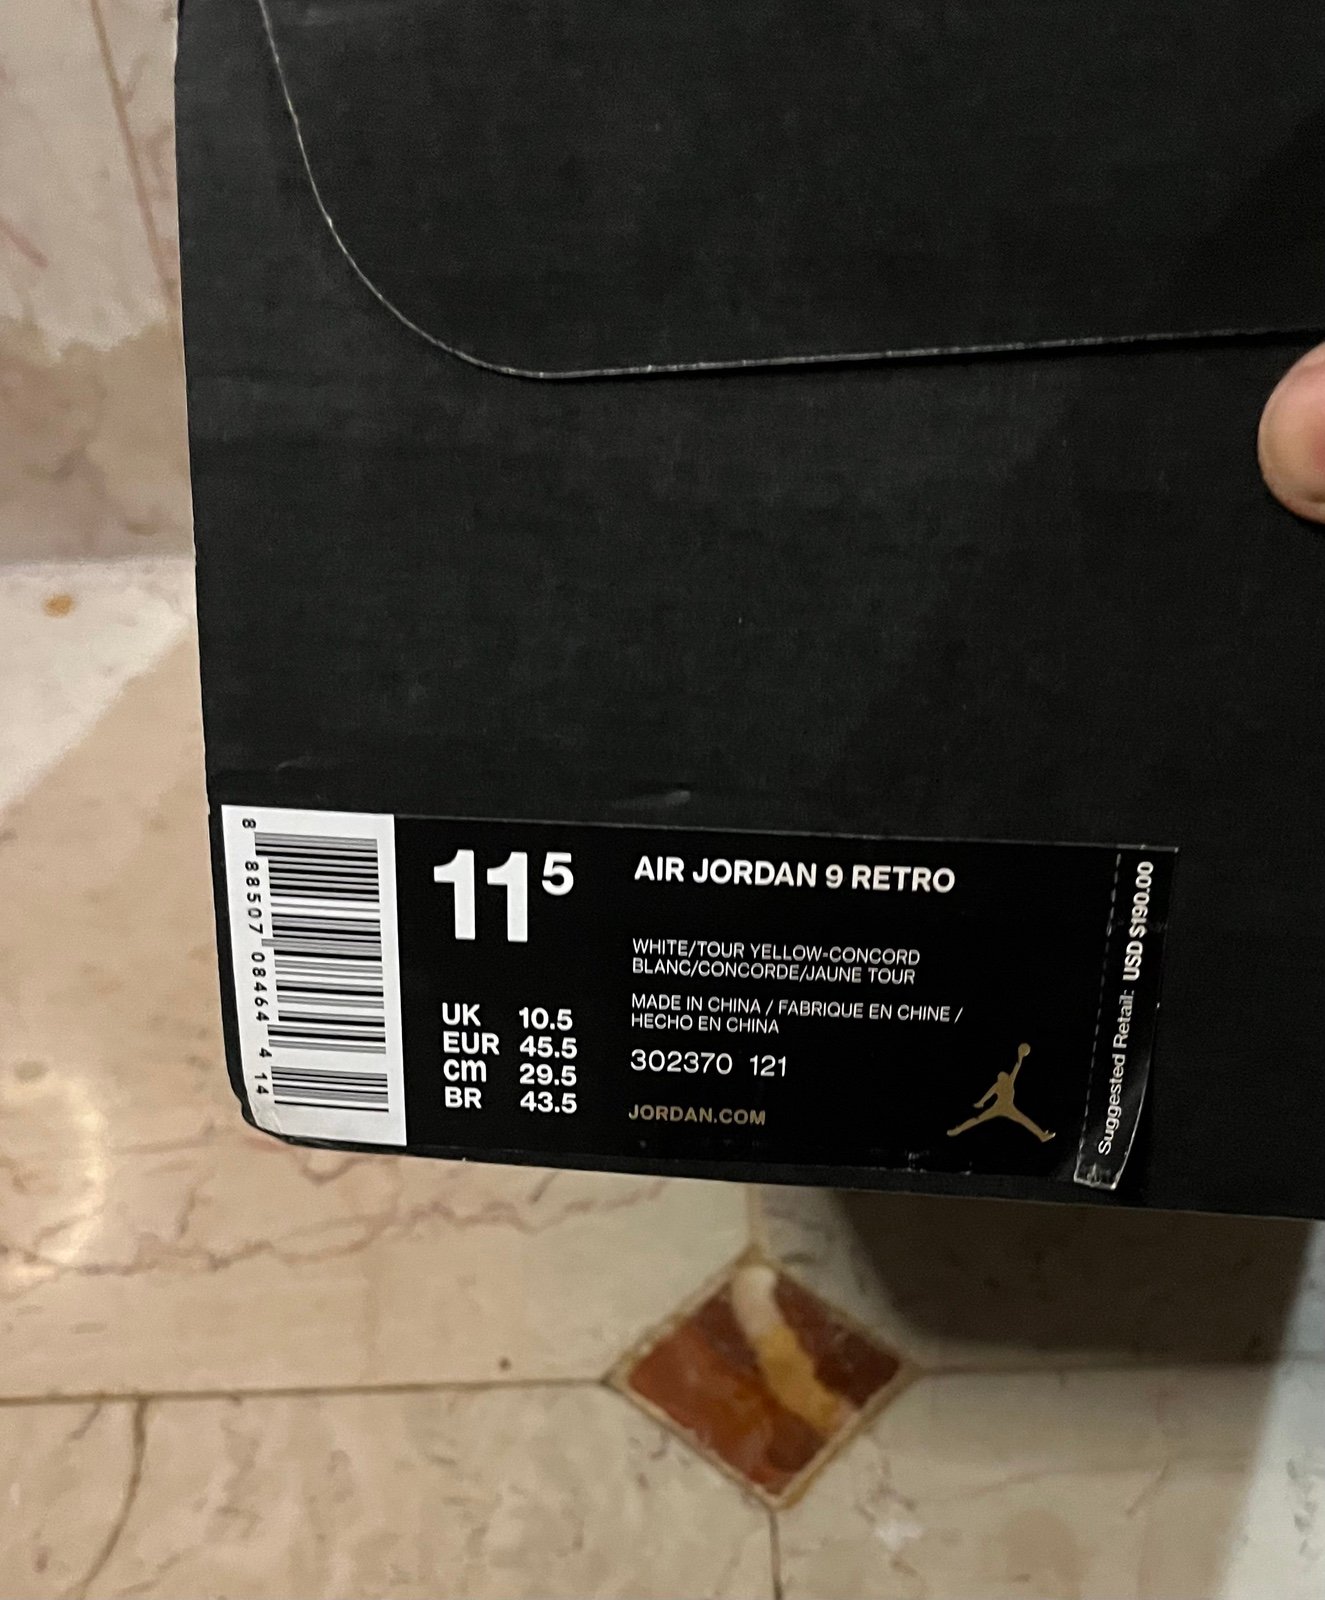 8 88507 08464 4 14
11⁵
UK 10.5
EUR 45.5
cm 29.5
BR 43.5
AIR JORDAN 9 RETRO
WHITE/TOUR YELLOW-CONCORD
BLANC/CONCORDE/JAUNE TOUR
MADE IN CHINA / FABRIQUE EN CHINE /
HECHO EN CHINA
302370 121
JORDAN.COM
Suggested Retail: USD $190.00